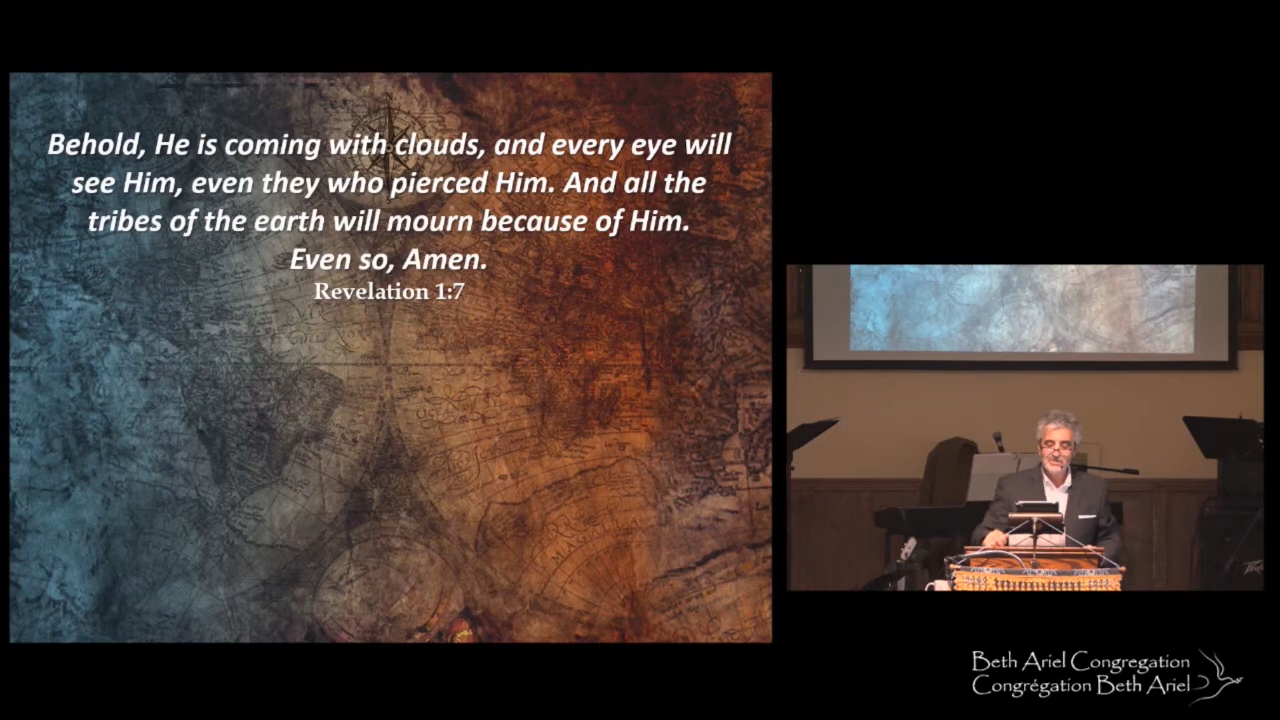 Behold, He is coming with clouds, and every eye will
see Him, even they who pierced Him. And all the
tribes of the earth will mourn because of Him.
Even so, Amen.
Revelation 1:7
Beth Ariel Congregation
Congrégation Beth Ariel